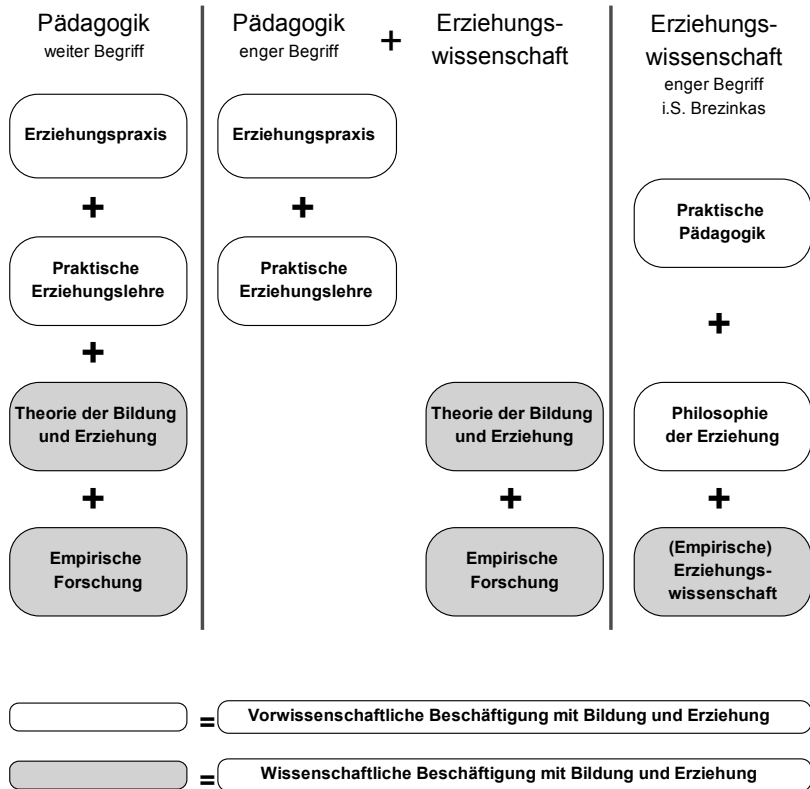 Pädagogik
weiter Begriff
Erziehungspraxis
+
Praktische
Erziehungslehre
+
Theorie der Bildung
und Erziehung
+
Empirische
Forschung
Pädagogik
enger Begriff
Erziehungspraxis
+
Praktische
Erziehungslehre
+
Erziehungs-
wissenschaft
Theorie der Bildung
und Erziehung
+
Empirische
Forschung
Erziehungs-
wissenschaft
enger Begriff
i.S. Brezinkas
Praktische
Pädagogik
+
Philosophie
der Erziehung
+
(Empirische)
Erziehungs-
wissenschaft
= Vorwissenschaftliche Beschäftigung mit Bildung und Erziehung
= Wissenschaftliche Beschäftigung mit Bildung und Erziehung